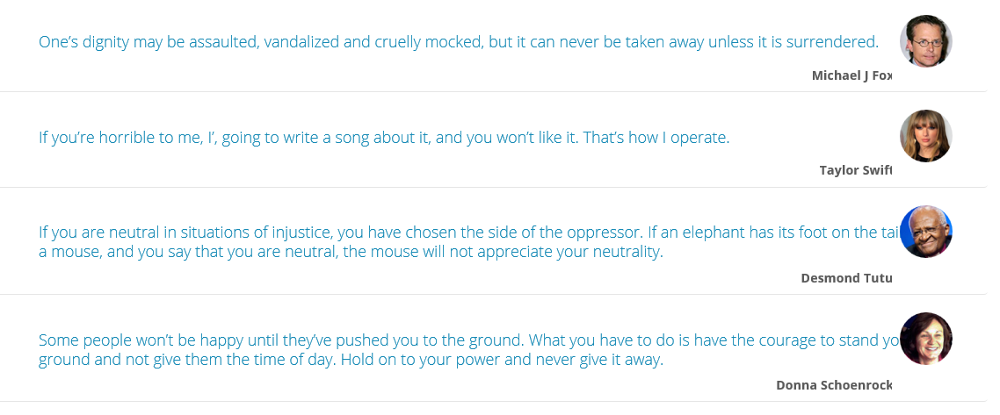 One’s dignity may be assaulted, vandalized and cruelly mocked, but it can never be taken away unless it is surrendered.
Michael J Fox
If you’re horrible to me, I’, going to write a song about it, and you won’t like it. That’s how I operate.
Taylor Swift
If you are neutral in situations of injustice, you have chosen the side of the oppressor. If an elephant has its foot on the tail
a mouse, and you say that you are neutral, the mouse will not appreciate your neutrality.
Desmond Tutu
Some people won’t be happy until they’ve pushed you to the ground. What you have to do is have the courage to stand yo
ground and not give them the time of day. Hold on to your power and never give it away.
Donna Schoenrock